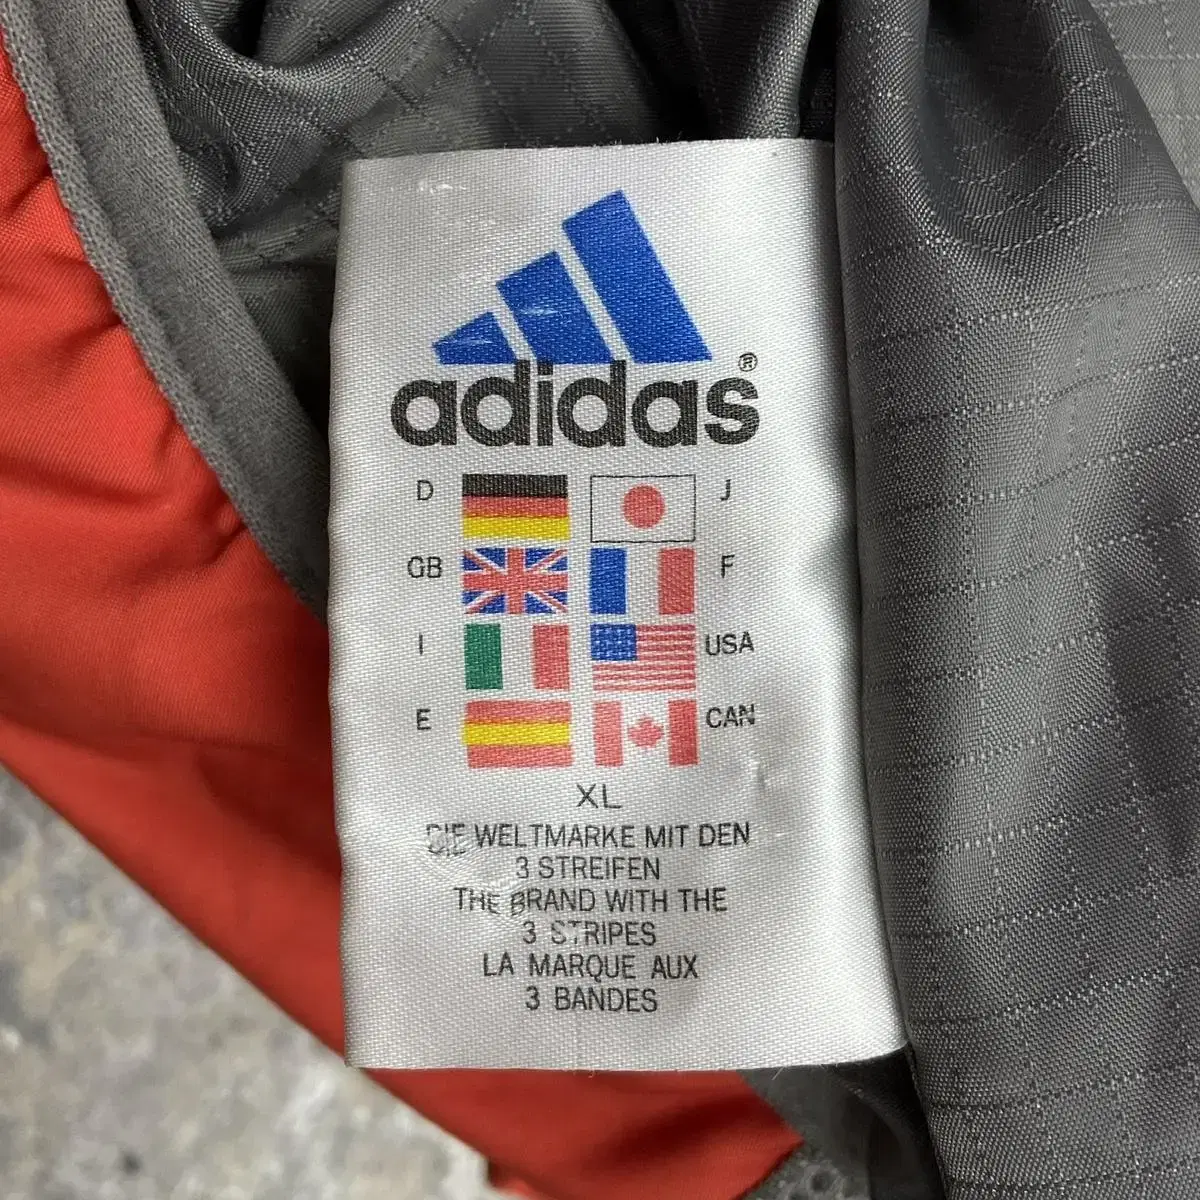 adidas®
D J
GB F
I USA
E CAN
XL
DIE WELTMARKE MIT DEN
3 STREIFEN
THE BRAND WITH THE
3 STRIPES
LA MARQUE AUX
3 BANDES